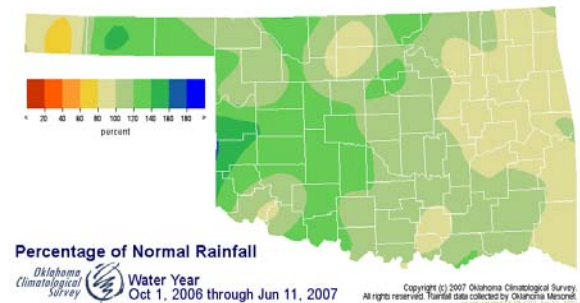 < 20 40 60 80 100 120 140 160 180 >
percent
Percentage of Normal Rainfall
Oklahoma Climatological Survey
Water Year
Oct 1, 2006 through Jun 11, 2007
Copyright (c) 2007 Oklahoma Climatological Survey.
All rights reserved. Rainfall data collected by Oklahoma Mesonet.